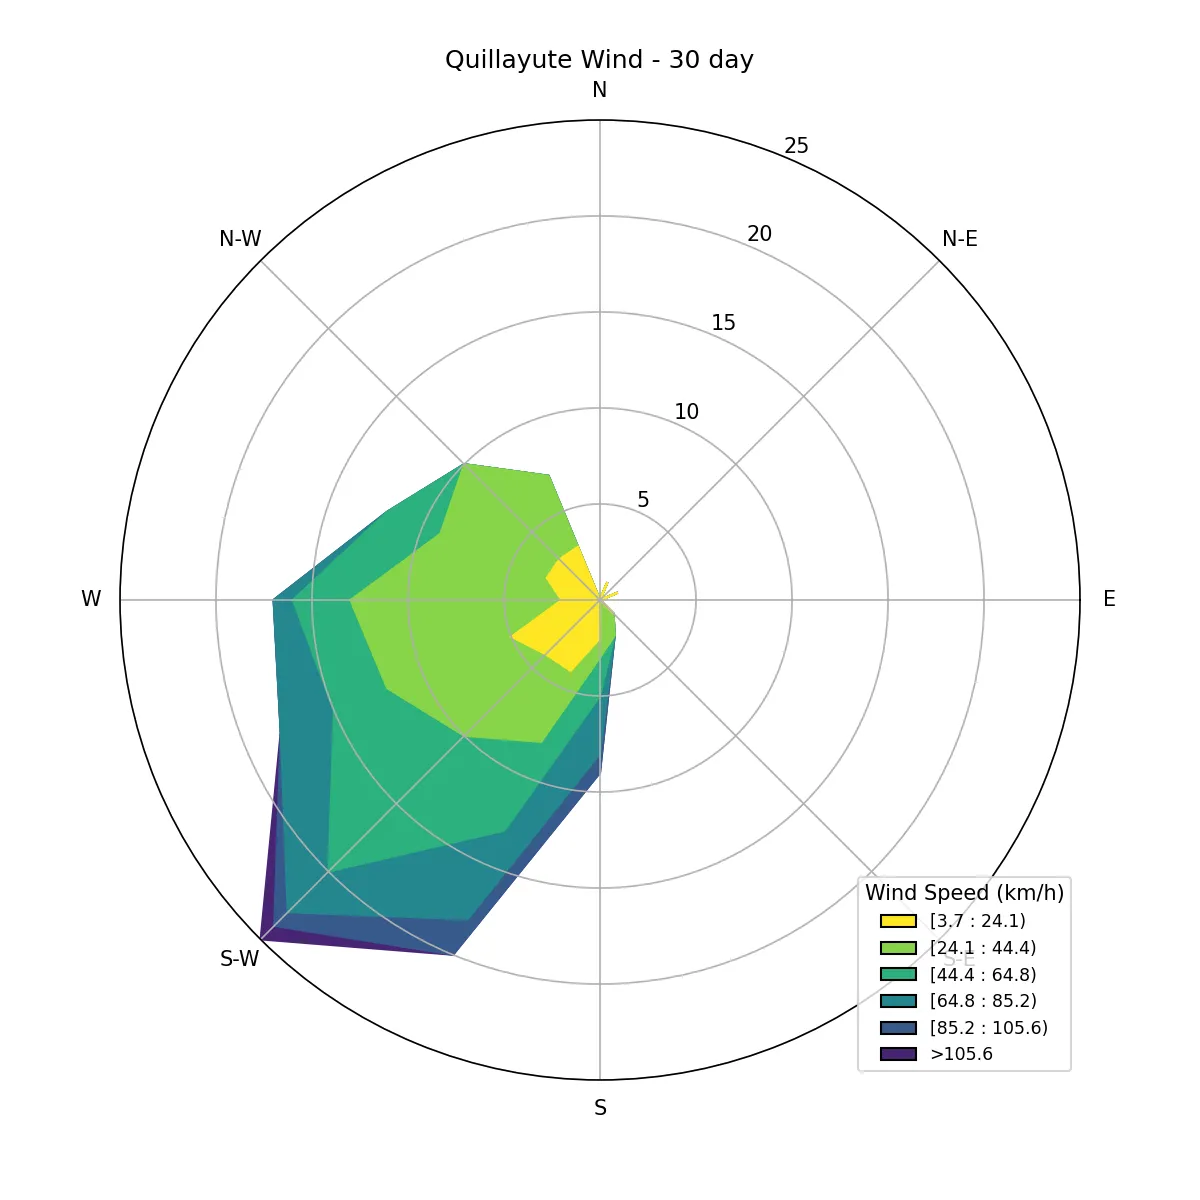 Quillayute Wind - 30 day
N
25
N-W
20
N-E
15
10
5
W
E
Wind Speed (km/h)
[3.7 : 24.1)
[24.1 : 44.4)
S-W
S-E
[44.4 : 64.8)
[64.8 : 85.2)
[85.2 : 105.6)
>105.6
S